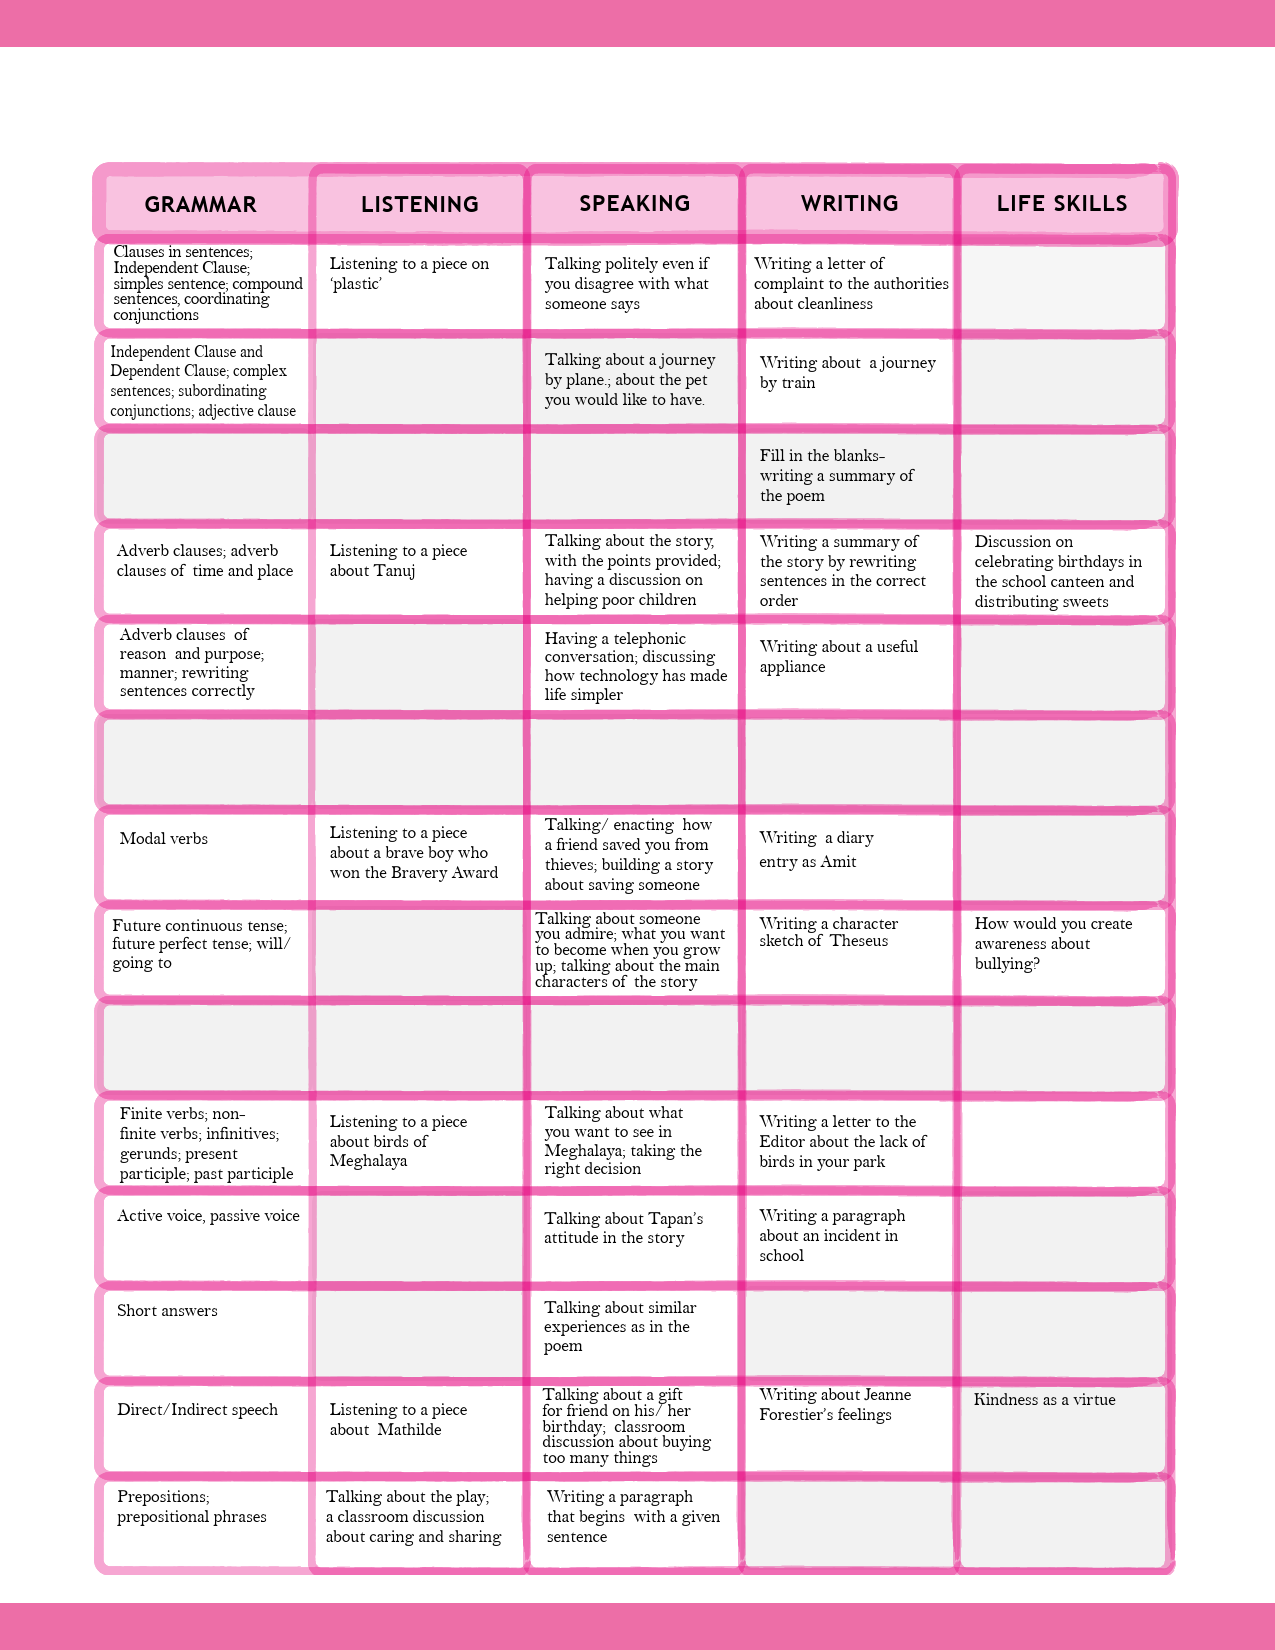 GRAMMAR LISTENING SPEAKING WRITING LIFE SKILLS
Clauses in sentences;
Independent Clause;
simples sentence; compound
sentences, coordinating
conjunctions
Listening to a piece on
‘plastic’
Talking politely even if
you disagree with what
someone says
Writing a letter of
complaint to the authorities
about cleanliness
Independent Clause and
Dependent Clause; complex
sentences; subordinating
conjunctions; adjective clause
Talking about a journey
by plane.; about the pet
you would like to have.
Writing about a journey
by train
Fill in the blanks–
writing a summary of
the poem
Adverb clauses; adverb
clauses of time and place
Listening to a piece
about Tanuj
Talking about the story,
with the points provided;
having a discussion on
helping poor children
Writing a summary of
the story by rewriting
sentences in the correct
order
Discussion on
celebrating birthdays in
the school canteen and
distributing sweets
Adverb clauses of
reason and purpose;
manner; rewriting
sentences correctly
Having a telephonic
conversation; discussing
how technology has made
life simpler
Writing about a useful
appliance
Modal verbs
Listening to a piece
about a brave boy who
won the Bravery Award
Talking/ enacting how
a friend saved you from
thieves; building a story
about saving someone
Writing a diary
entry as Amit
Future continuous tense;
future perfect tense; will/
going to
Talking about someone
you admire; what you want
to become when you grow
up; talking about the main
characters of the story
Writing a character
sketch of Theseus
How would you create
awareness about
bullying?
Finite verbs; non–
finite verbs; infinitives;
gerunds; present
participle; past participle
Listening to a piece
about birds of
Meghalaya
Talking about what
you want to see in
Meghalaya; taking the
right decision
Writing a letter to the
Editor about the lack of
birds in your park
Active voice, passive voice
Talking about Tapan’s
attitude in the story
Writing a paragraph
about an incident in
school
Short answers
Talking about similar
experiences as in the
poem
Direct/Indirect speech
Listening to a piece
about Mathilde
Talking about a gift
for friend on his/ her
birthday; classroom
discussion about buying
too many things
Writing about Jeanne
Forestier’s feelings
Kindness as a virtue
Prepositions;
prepositional phrases
Talking about the play;
a classroom discussion
about caring and sharing
Writing a paragraph
that begins with a given
sentence